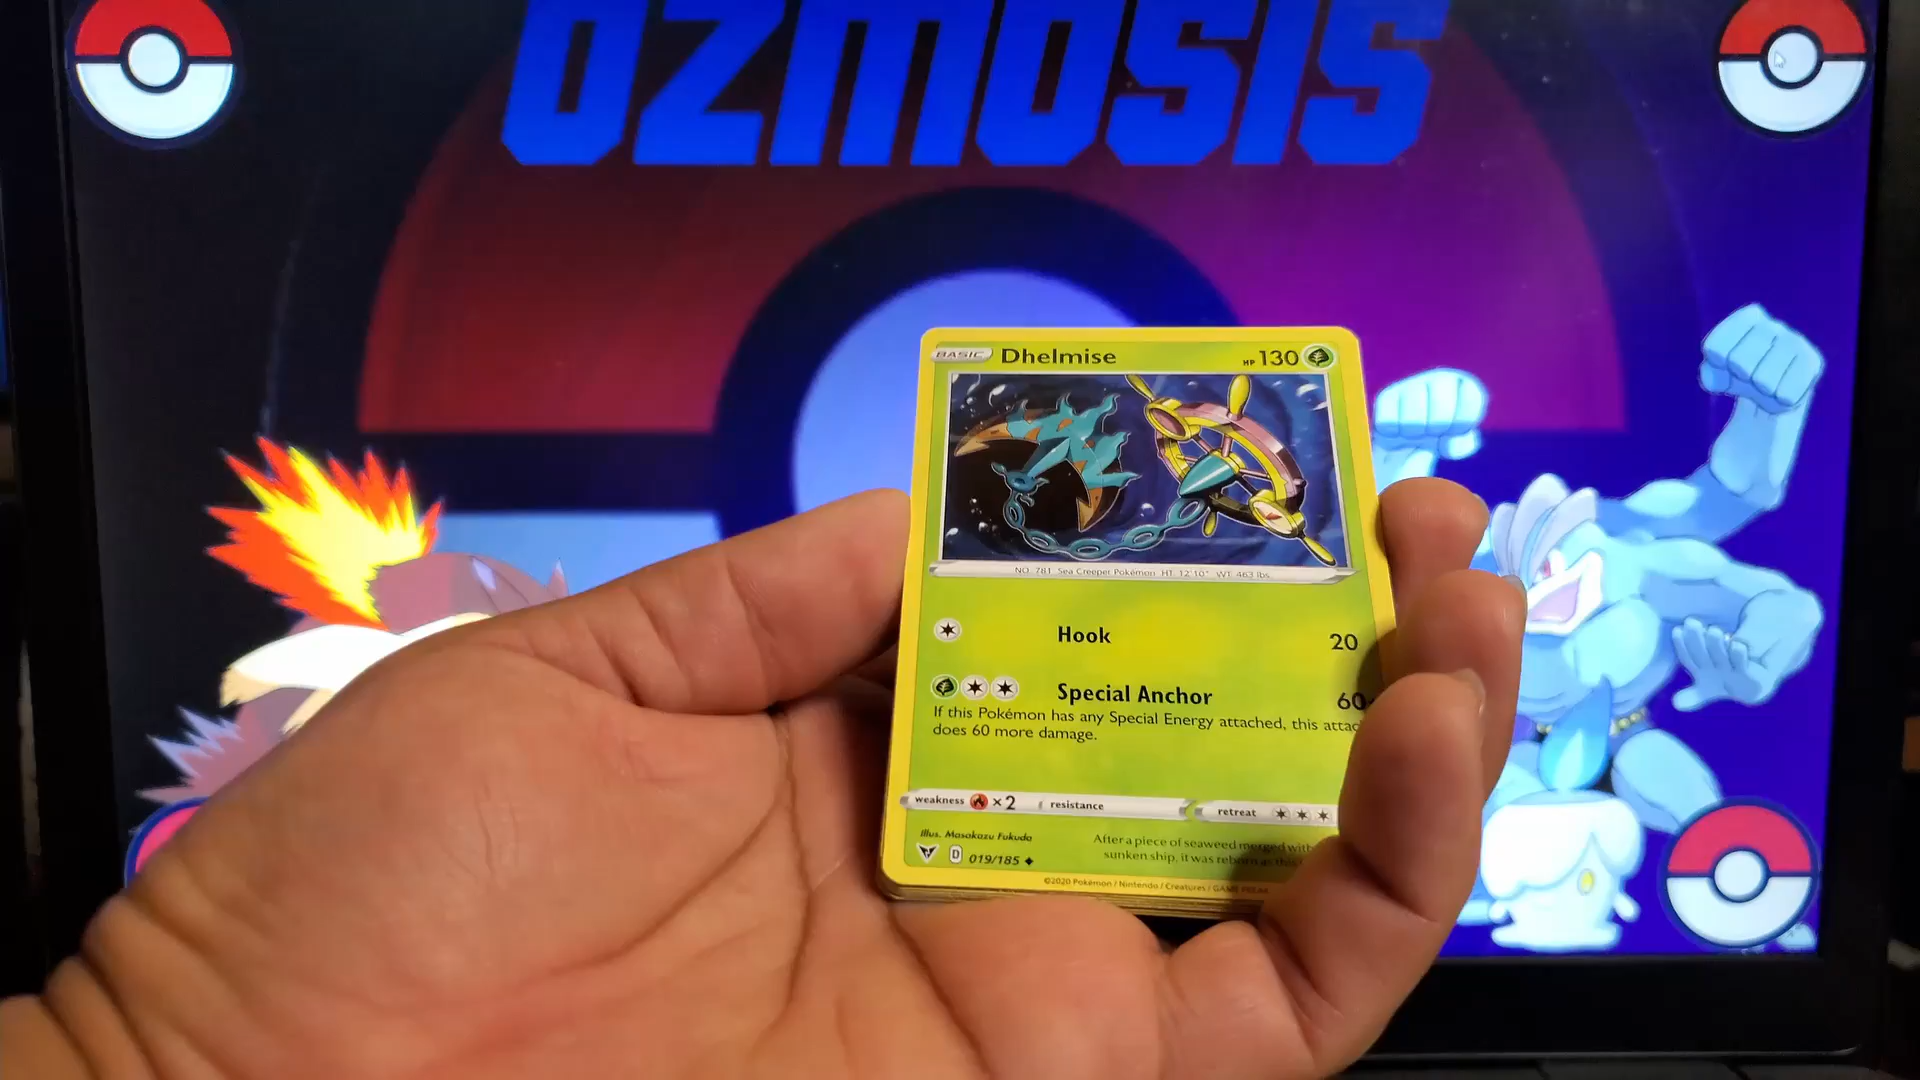 OZMOSIS
BASIC Dhelmise HP 130
NO. 781 Sea Creeper Pokémon HT: 12'10" WT: 463 lbs.
Hook 20
Special Anchor 60+
If this Pokémon has any Special Energy attached, this attac
does 60 more damage.
weakness ×2 resistance retreat
Illus. Masakazu Fukuda
After a piece of seaweed merged with
sunken ship, it was reborn as this
D 019/185
©2020 Pokémon / Nintendo / Creatures / GAME FREAK